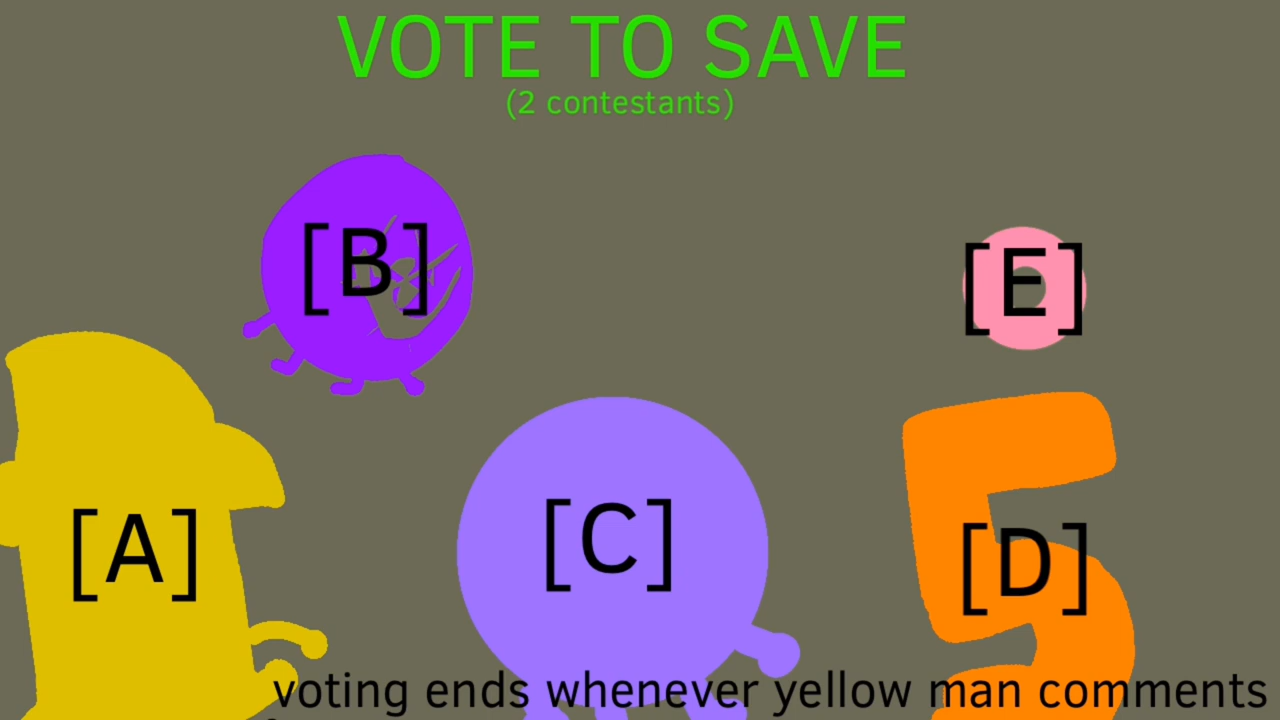 VOTE TO SAVE
(2 contestants)
[B]
[E]
[A]
[C]
[D]
voting ends whenever yellow man comments